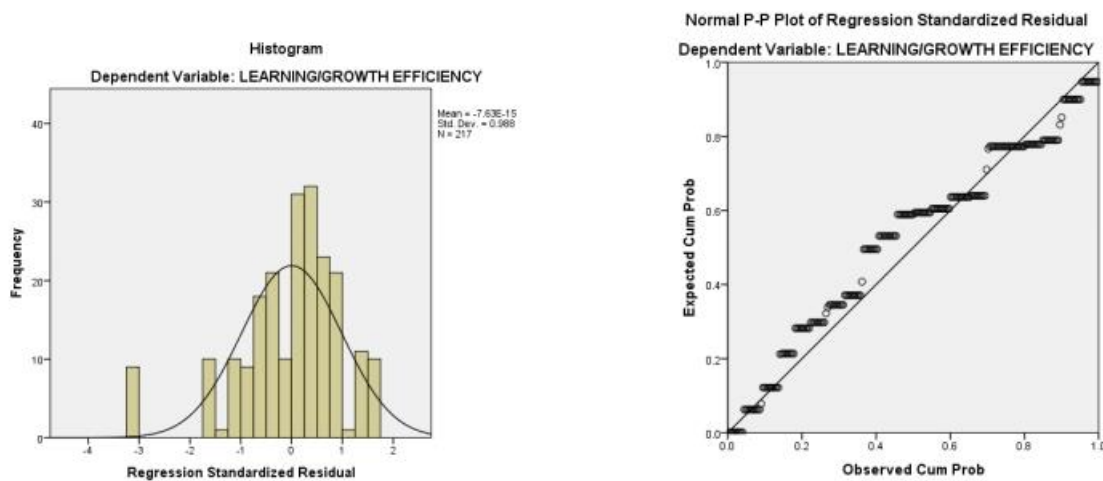 Histogram
Dependent Variable: LEARNING/GROWTH EFFICIENCY
Mean = -7.63E-15
Std. Dev. = 0.988
N = 217
Frequency
40
30
20
10
0
-4
-3
-2
-1
0
1
2
Regression Standardized Residual
Normal P-P Plot of Regression Standardized Residual
Dependent Variable: LEARNING/GROWTH EFFICIENCY
Expected Cum Prob
1.0
0.8
0.6
0.4
0.2
0.0
0.0
0.2
0.4
0.6
0.8
1.0
Observed Cum Prob